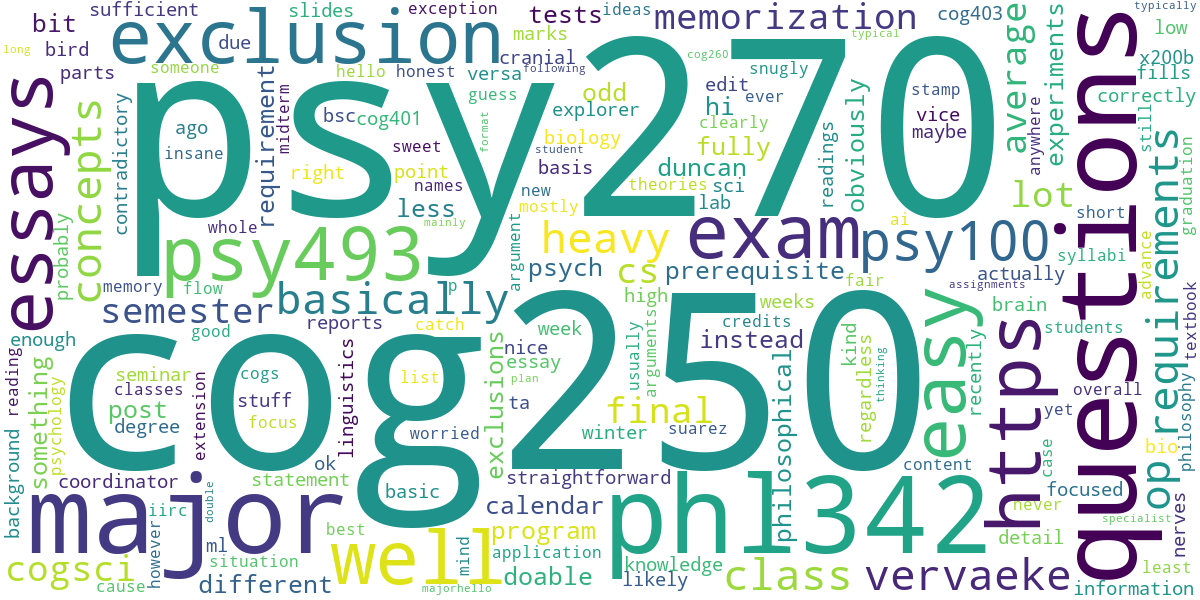 psy270
cog250
questions
phl342
major
exclusion
psy493
exam
psy100
https
essays
easy
well
basically
vervaeke
op
requirements
memorization
semester
concepts
heavy
class
cogsci
final
average
lot
cs
tests
bit
sufficient
slides
exception
ideas
typically
long
bird
due
marks
cog403
low
parts
someone
hello
honest
versa
cranial
following
typical
cog260
snugly
experiments
x200b
fills
correctly
contradictory
ago
insane
requirement
midterm
bsc
cog401
guess
explorer
odd
edit
hi
ever
stamp
vice
maybe
obviously
readings
anywhere
still
format
biology
student
clearly
fully
sweet
right
point
basis
duncan
theories
sci
names
less
new
mostly
lab
mainly
whole
argument
ai
short
graduation
probably
psych
prerequisite
fair
actually
syllabi
advance
memory
flow
p
high
weeks
assignments
brain
textbook
enough
good
reports
catch
week
credits
instead
students
reading
something
seminar
classes
cogs
linguistics
list
nice
essay
exclusions
usually
arguments
kind
recently
overall
psychology
post
degree
stuff
extension
focus
plan
ta
winter
suarez
philosophical
regardless
thinking
yet
philosophy
background
worried
ok
bio
case
coordinator
statement
basic
straightforward
content
focused
never
iirc
double
calendar
specialist
nerves
however
ml
best
mind
program
application
knowledge
detail
situation
least
cause
different
majorhello
doable
likely
information